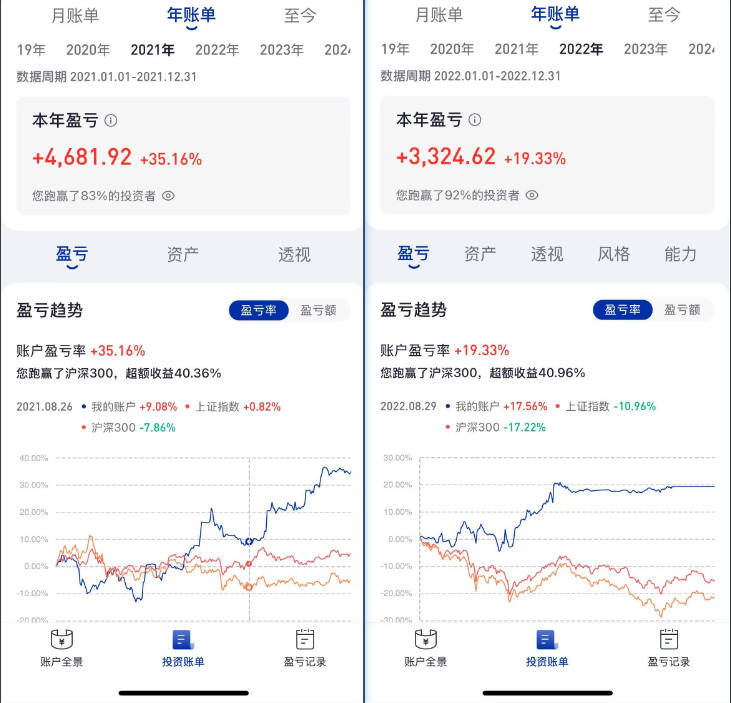 月账单 年账单 至今
19年 2020年 2021年 2022年 2023年 2024
数据周期 2021.01.01-2021.12.31
本年盈亏
+4,681.92 +35.16%
您跑赢了83%的投资者
盈亏 资产 透视
盈亏趋势 盈亏率 盈亏额
账户盈亏率 +35.16%
您跑赢了沪深300，超额收益40.36%
2021.08.26 我的账户 +9.08% 上证指数 +0.82%
沪深300 -7.86%
40.00%
30.00%
20.00%
10.00%
0.00%
-10.00%
-20.00%
账户全景 投资账单 盈亏记录
月账单 年账单 至今
19年 2020年 2021年 2022年 2023年 202
数据周期 2022.01.01-2022.12.31
本年盈亏
+3,324.62 +19.33%
您跑赢了92%的投资者
盈亏 资产 透视 风格 能力
盈亏趋势 盈亏率 盈亏额
账户盈亏率 +19.33%
您跑赢了沪深300，超额收益40.96%
2022.08.29 我的账户 +17.56% 上证指数 -10.96%
沪深300 -17.22%
30.00%
20.00%
10.00%
0.00%
-10.00%
-20.00%
-30.00%
账户全景 投资账单 盈亏记录